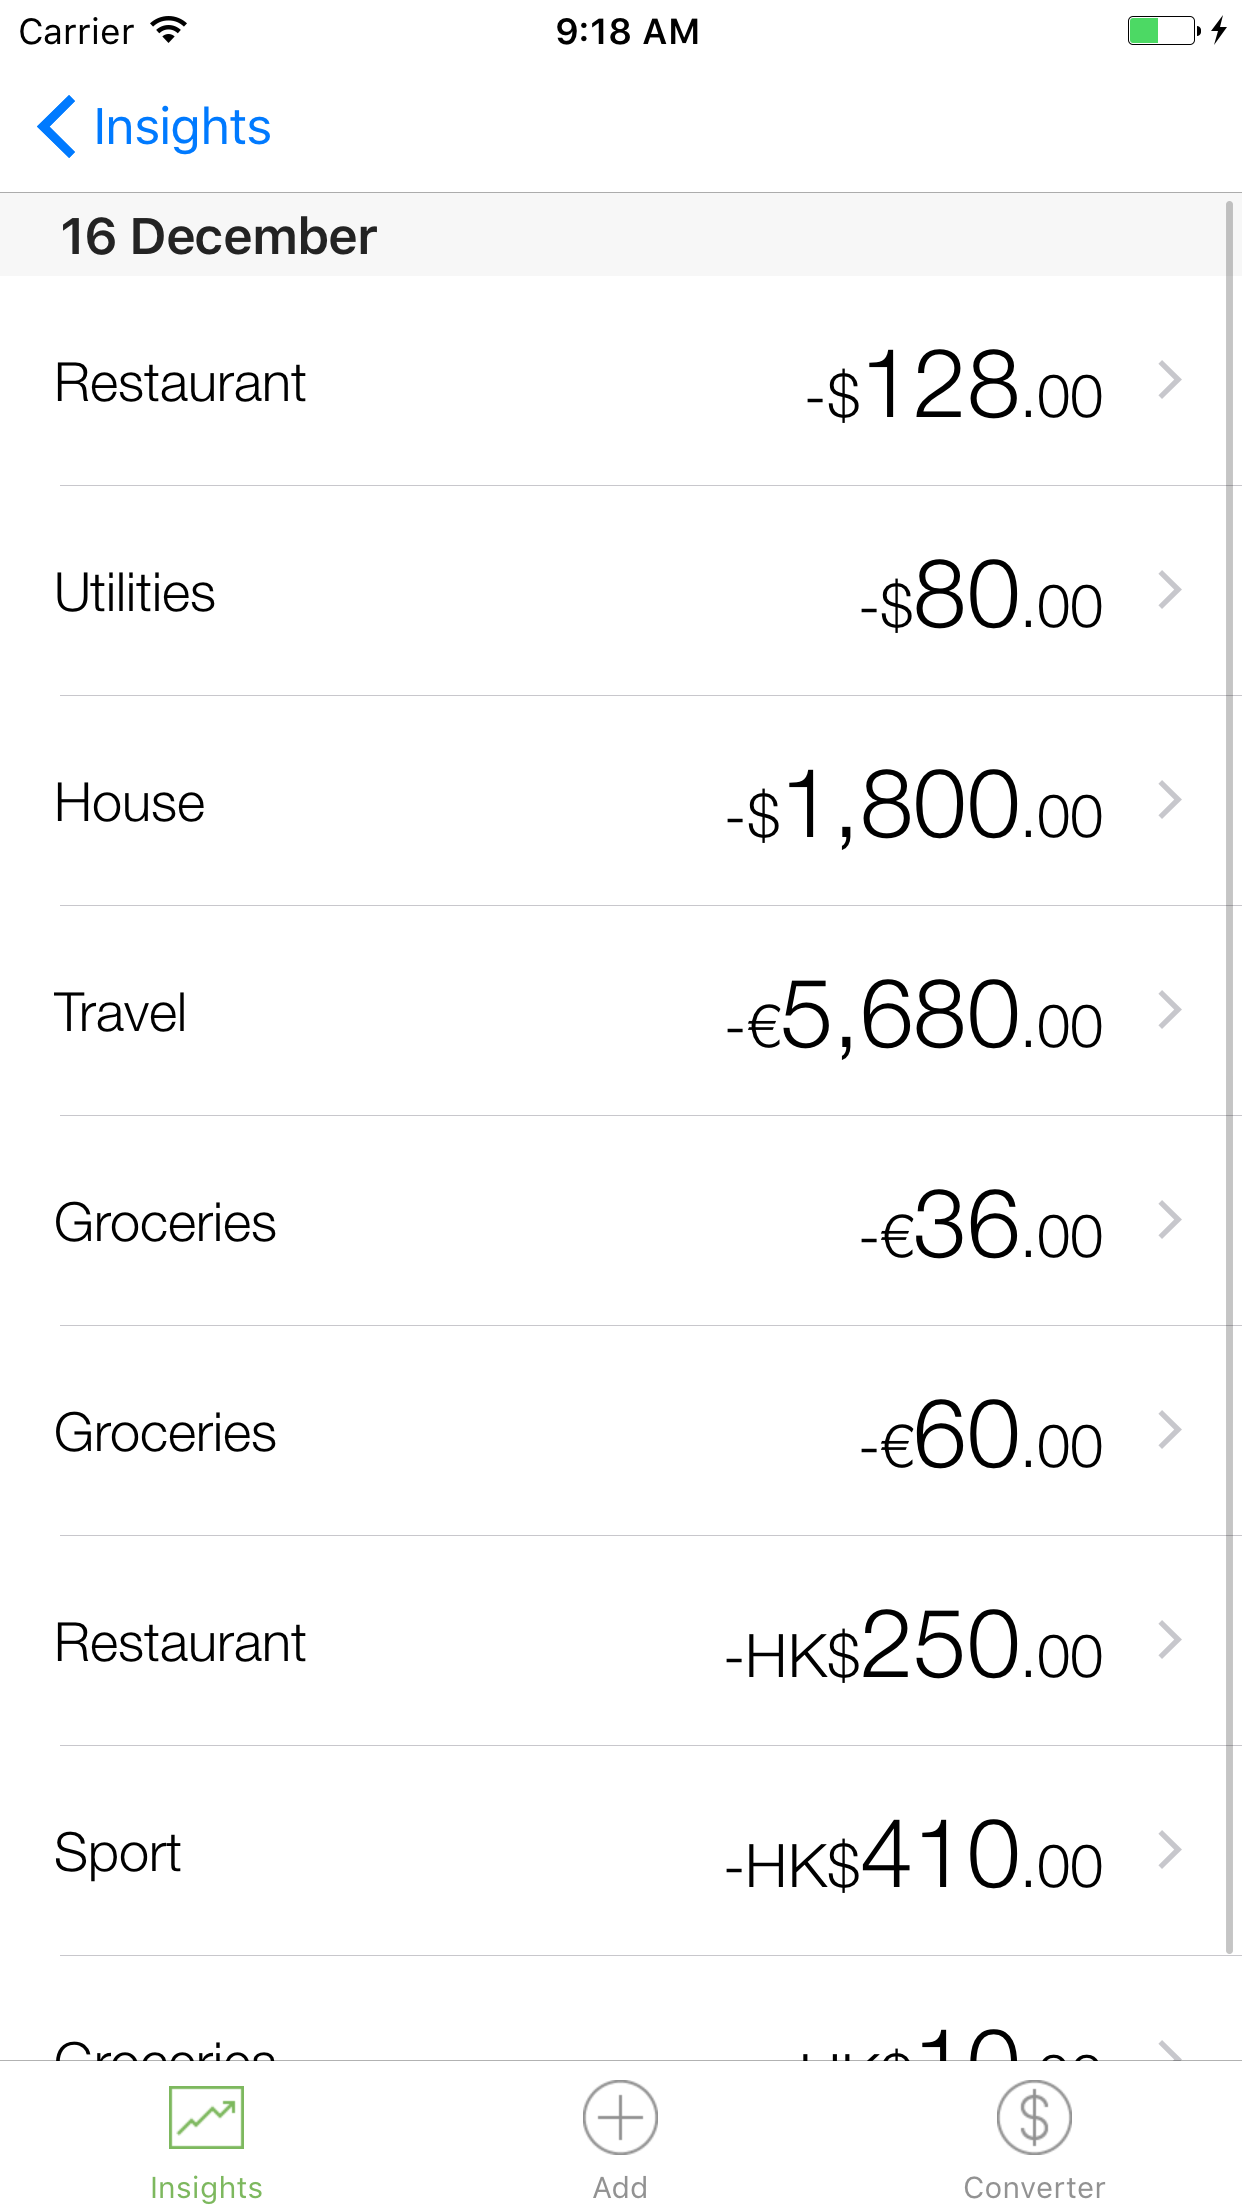 Carrier 9:18 AM
Insights
16 December
Restaurant -$128.00
Utilities -$80.00
House -$1,800.00
Travel -€5,680.00
Groceries -€36.00
Groceries -€60.00
Restaurant -HK$250.00
Sport -HK$410.00
Groceries
Insights Add Converter